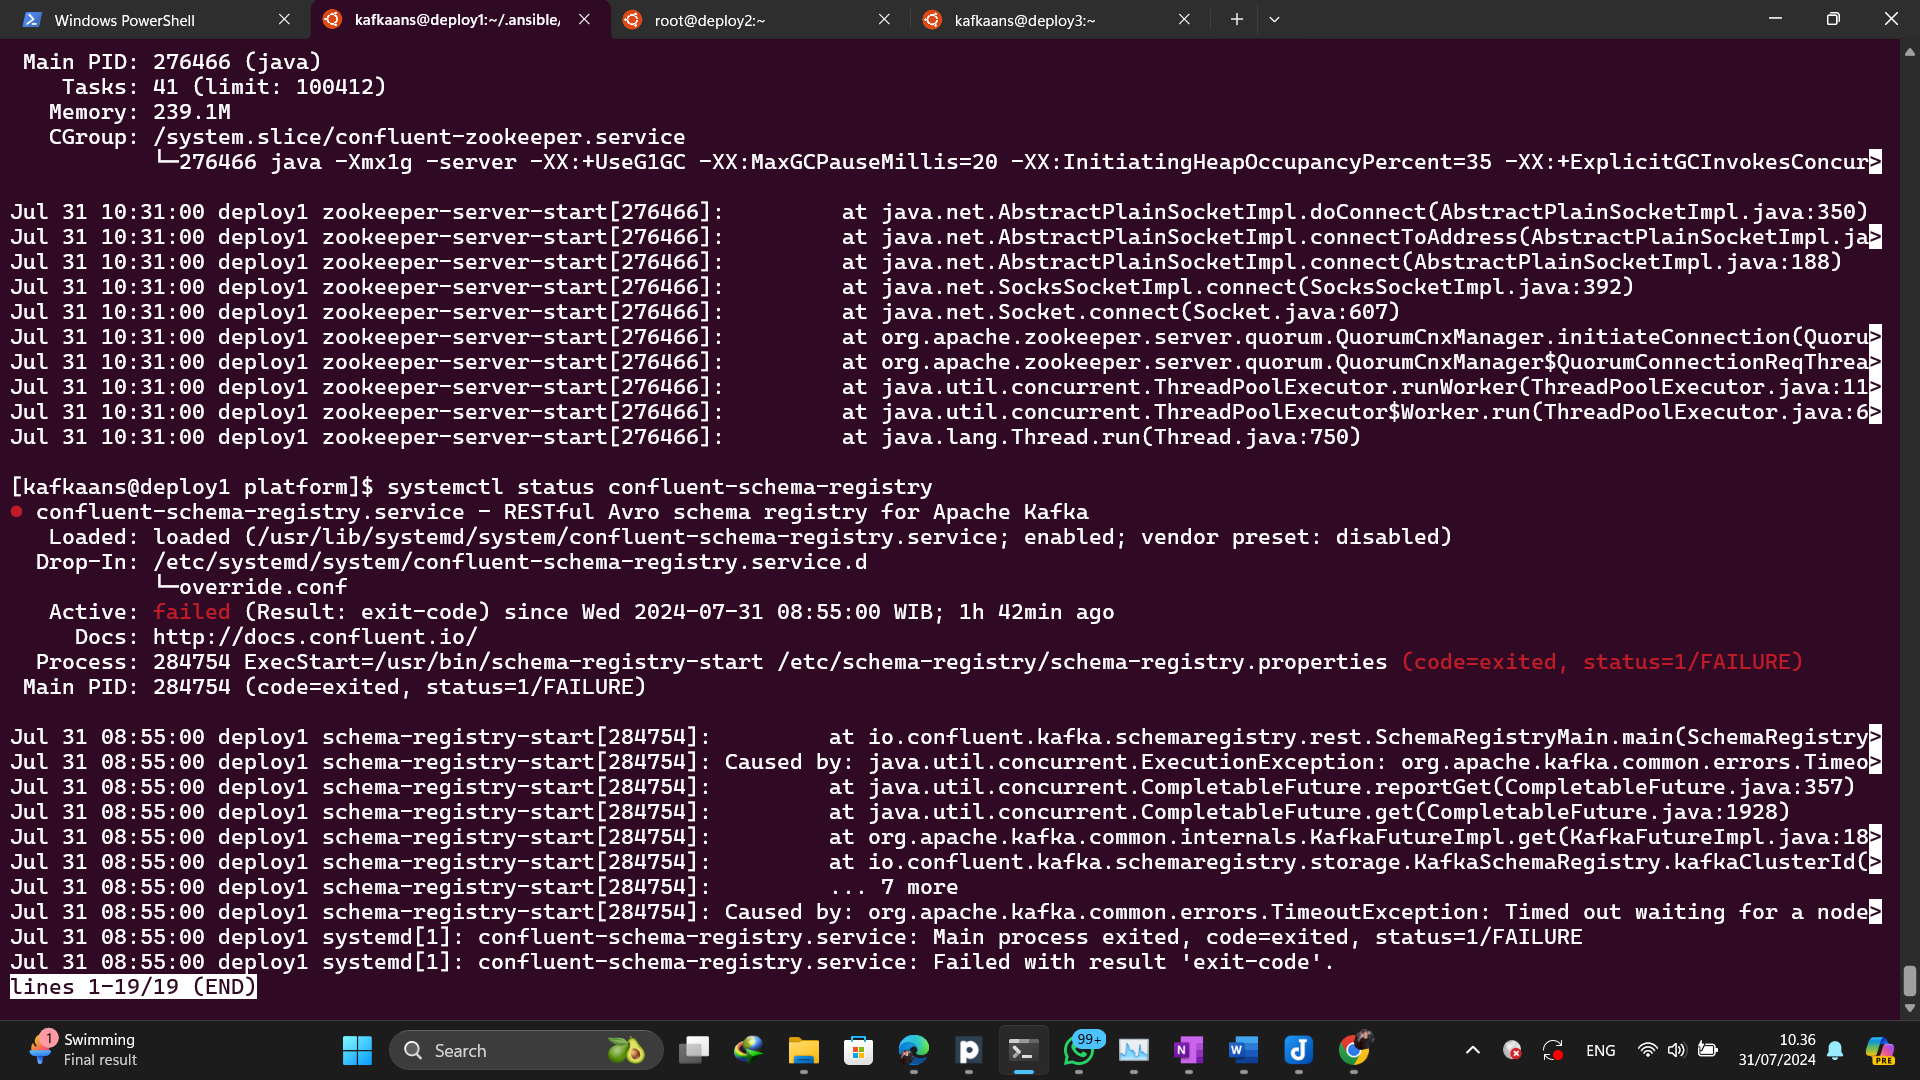 Windows PowerShell
kafkaans@deploy1:~/.ansible/
root@deploy2:~
kafkaans@deploy3:~
Main PID: 276466 (java)
Tasks: 41 (limit: 100412)
Memory: 239.1M
CGroup: /system.slice/confluent-zookeeper.service
└─276466 java -Xmx1g -server -XX:+UseG1GC -XX:MaxGCPauseMillis=20 -XX:InitiatingHeapOccupancyPercent=35 -XX:+ExplicitGCInvokesConcur>
Jul 31 10:31:00 deploy1 zookeeper-server-start[276466]:         at java.net.AbstractPlainSocketImpl.doConnect(AbstractPlainSocketImpl.java:350)
Jul 31 10:31:00 deploy1 zookeeper-server-start[276466]:         at java.net.AbstractPlainSocketImpl.connectToAddress(AbstractPlainSocketImpl.ja>
Jul 31 10:31:00 deploy1 zookeeper-server-start[276466]:         at java.net.AbstractPlainSocketImpl.connect(AbstractPlainSocketImpl.java:188)
Jul 31 10:31:00 deploy1 zookeeper-server-start[276466]:         at java.net.SocksSocketImpl.connect(SocksSocketImpl.java:392)
Jul 31 10:31:00 deploy1 zookeeper-server-start[276466]:         at java.net.Socket.connect(Socket.java:607)
Jul 31 10:31:00 deploy1 zookeeper-server-start[276466]:         at org.apache.zookeeper.server.quorum.QuorumCnxManager.initiateConnection(Quoru>
Jul 31 10:31:00 deploy1 zookeeper-server-start[276466]:         at org.apache.zookeeper.server.quorum.QuorumCnxManager$QuorumConnectionReqThrea>
Jul 31 10:31:00 deploy1 zookeeper-server-start[276466]:         at java.util.concurrent.ThreadPoolExecutor.runWorker(ThreadPoolExecutor.java:11>
Jul 31 10:31:00 deploy1 zookeeper-server-start[276466]:         at java.util.concurrent.ThreadPoolExecutor$Worker.run(ThreadPoolExecutor.java:6>
Jul 31 10:31:00 deploy1 zookeeper-server-start[276466]:         at java.lang.Thread.run(Thread.java:750)
[kafkaans@deploy1 platform]$ systemctl status confluent-schema-registry
● confluent-schema-registry.service - RESTful Avro schema registry for Apache Kafka
Loaded: loaded (/usr/lib/systemd/system/confluent-schema-registry.service; enabled; vendor preset: disabled)
Drop-In: /etc/systemd/system/confluent-schema-registry.service.d
└─override.conf
Active: failed (Result: exit-code) since Wed 2024-07-31 08:55:00 WIB; 1h 42min ago
Docs: http://docs.confluent.io/
Process: 284754 ExecStart=/usr/bin/schema-registry-start /etc/schema-registry/schema-registry.properties (code=exited, status=1/FAILURE)
Main PID: 284754 (code=exited, status=1/FAILURE)
Jul 31 08:55:00 deploy1 schema-registry-start[284754]:         at io.confluent.kafka.schemaregistry.rest.SchemaRegistryMain.main(SchemaRegistry>
Jul 31 08:55:00 deploy1 schema-registry-start[284754]: Caused by: java.util.concurrent.ExecutionException: org.apache.kafka.common.errors.Timeo>
Jul 31 08:55:00 deploy1 schema-registry-start[284754]:         at java.util.concurrent.CompletableFuture.reportGet(CompletableFuture.java:357)
Jul 31 08:55:00 deploy1 schema-registry-start[284754]:         at java.util.concurrent.CompletableFuture.get(CompletableFuture.java:1928)
Jul 31 08:55:00 deploy1 schema-registry-start[284754]:         at org.apache.kafka.common.internals.KafkaFutureImpl.get(KafkaFutureImpl.java:18>
Jul 31 08:55:00 deploy1 schema-registry-start[284754]:         at io.confluent.kafka.schemaregistry.storage.KafkaSchemaRegistry.kafkaClusterId(>
Jul 31 08:55:00 deploy1 schema-registry-start[284754]:         ... 7 more
Jul 31 08:55:00 deploy1 schema-registry-start[284754]: Caused by: org.apache.kafka.common.errors.TimeoutException: Timed out waiting for a node>
Jul 31 08:55:00 deploy1 systemd[1]: confluent-schema-registry.service: Main process exited, code=exited, status=1/FAILURE
Jul 31 08:55:00 deploy1 systemd[1]: confluent-schema-registry.service: Failed with result 'exit-code'.
lines 1-19/19 (END)
1
Swimming
Final result
Search
99+
ENG
10.36
31/07/2024
PRE